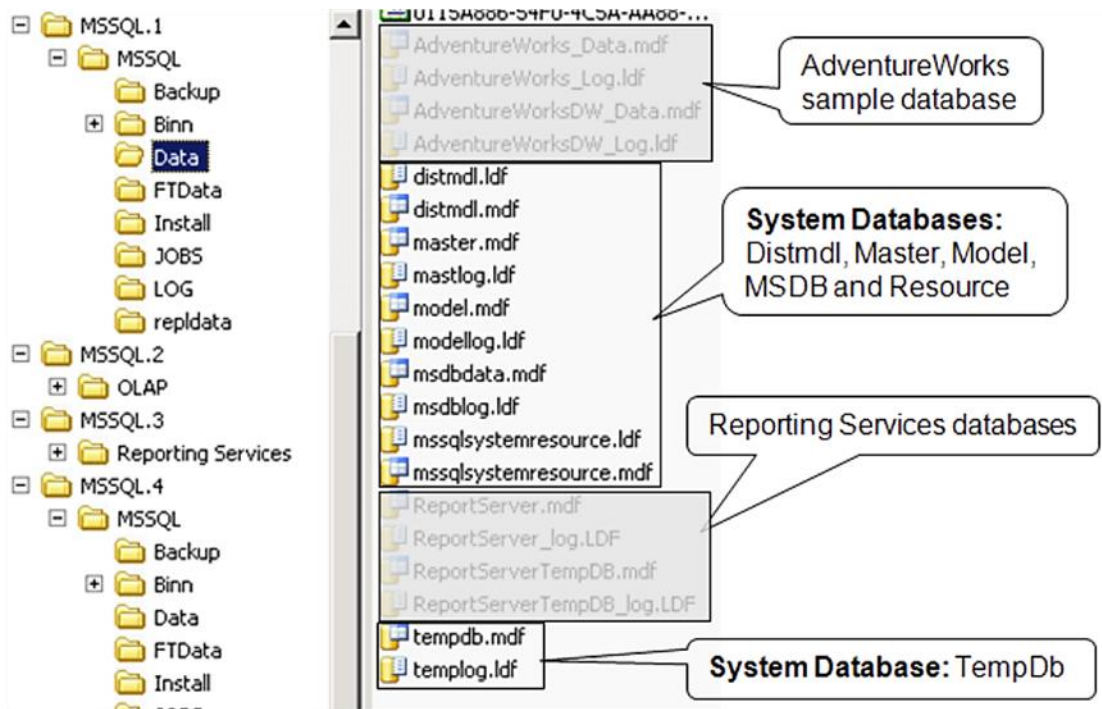 MSSQL.1
MSSQL
Backup
Binn
Data
FTData
Install
JOBS
LOG
repldata
MSSQL.2
OLAP
MSSQL.3
Reporting Services
MSSQL.4
MSSQL
Backup
Binn
Data
FTData
Install
AdventureWorks_Data.mdf
AdventureWorks_Log.ldf
AdventureWorksDW_Data.mdf
AdventureWorksDW_Log.ldf
distmdl.ldf
distmdl.mdf
master.mdf
mastlog.ldf
model.mdf
modellog.ldf
msdbdata.mdf
msdblog.ldf
mssqlsystemresource.ldf
mssqlsystemresource.mdf
ReportServer.mdf
ReportServer_log.LDF
ReportServerTempDB.mdf
ReportServerTempDB_log.LDF
tempdb.mdf
templog.ldf
AdventureWorks
sample database
System Databases:
Distmdl, Master, Model,
MSDB and Resource
Reporting Services databases
System Database: TempDb